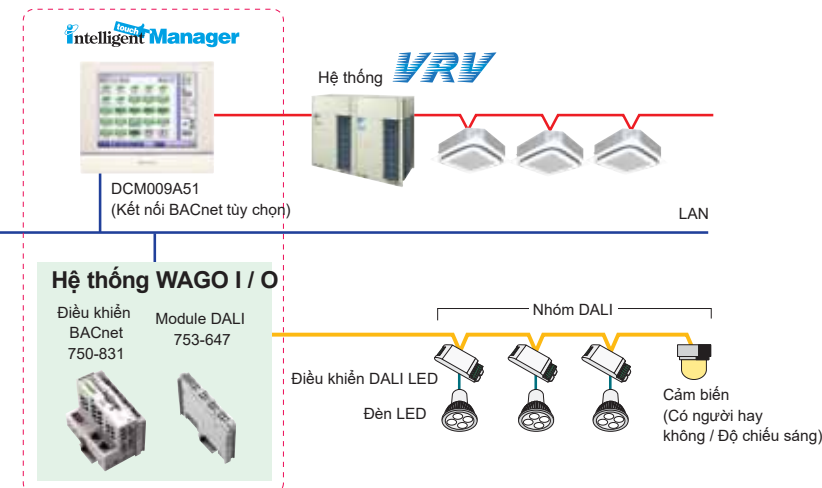 intelligent touch Manager
Hệ thống VRV
DCM009A51
(Kết nối BACnet tùy chọn)
LAN
Hệ thống WAGO I / O
Điều khiển
BACnet
750-831
Module DALI
753-647
Nhóm DALI
Điều khiển DALI LED
Đèn LED
Cảm biến
(Có người hay
không / Độ chiếu sáng)